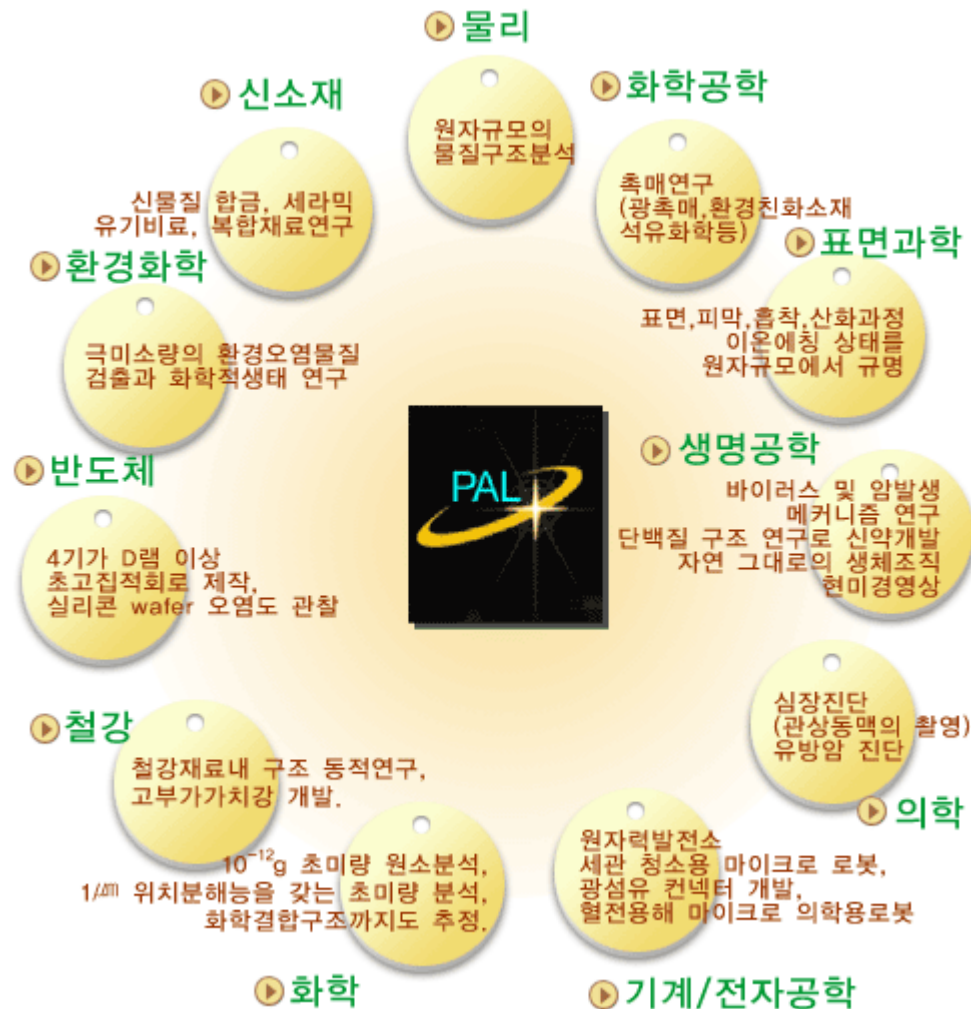 물리
원자규모의
물질구조분석
화학공학
촉매연구
(광촉매,환경친화소재
석유화학등)
표면과학
표면,피막,흡착,산화과정
이온에칭 상태를
원자규모에서 규명
생명공학
바이러스 및 암발생
메커니즘 연구
단백질 구조 연구로 신약개발
자연 그대로의 생체조직
현미경영상
심장진단
(관상동맥의 촬영)
유방암 진단
의학
원자력발전소
세관 청소용 마이크로 로봇,
광섬유 컨넥터 개발,
혈전용해 마이크로 의학용로봇
기계/전자공학
10⁻¹²g 초미량 원소분석,
1㎛ 위치분해능을 갖는 초미량 분석,
화학결합구조까지도 추정.
화학
철강
철강재료내 구조 동적연구,
고부가가치강 개발.
반도체
4기가 D램 이상
초고집적회로 제작,
실리콘 wafer 오염도 관찰
환경화학
극미소량의 환경오염물질
검출과 화학적생태 연구
신소재
신물질 합금, 세라믹
유기비료, 복합재료연구
PAL